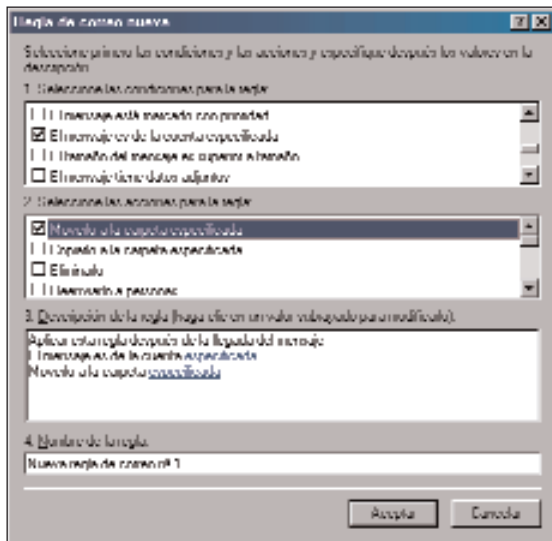 Regla de correo nueva
Seleccione primero las condiciones y las acciones y especifique después los valores en la
descripción.
1. Seleccione las condiciones para la regla:
El mensaje está marcado con prioridad
El mensaje es de la cuenta especificada
El tamaño del mensaje es superior a tamaño
El mensaje tiene datos adjuntos
2. Seleccione las acciones para la regla:
Moverlo a la carpeta especificada
Copiarlo a la carpeta especificada
Eliminarlo
Reenviarlo a personas
3. Descripción de la regla (haga clic en un valor subrayado para modificarlo):
Aplicar esta regla después de la llegada del mensaje
El mensaje es de la cuenta especificada
Moverlo a la carpeta especificada
4. Nombre de la regla:
Nueva regla de correo nº 1
Aceptar Cancelar